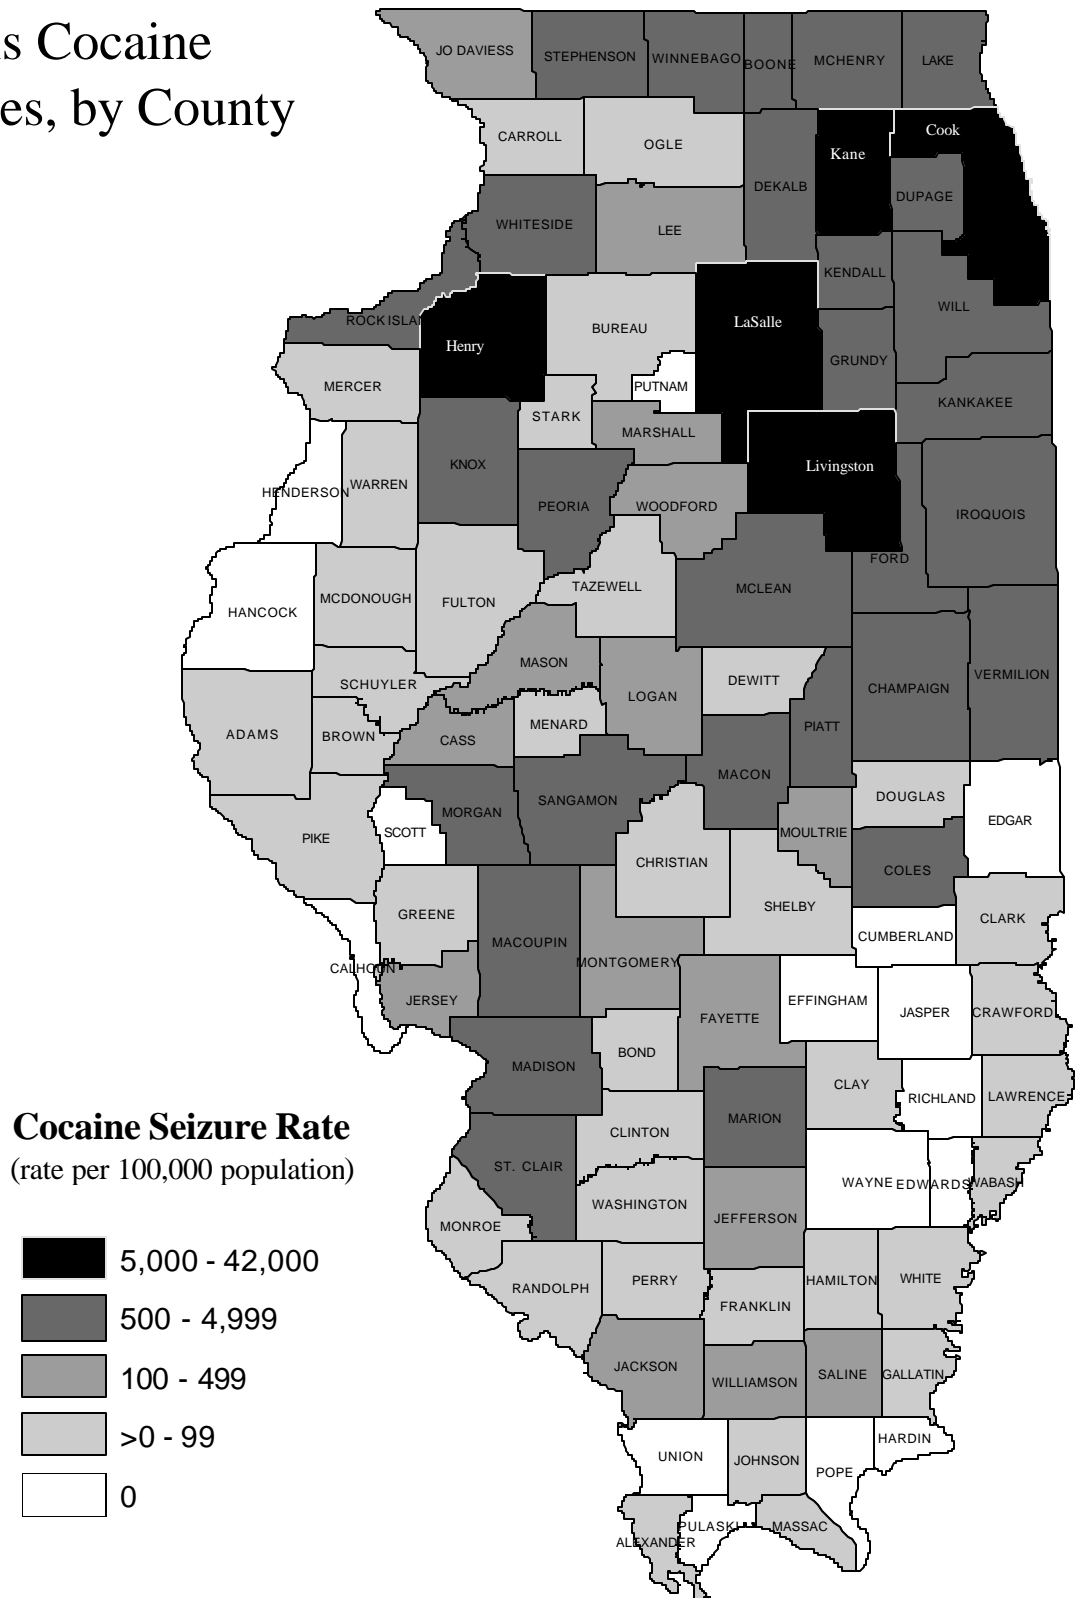 is Cocaine
es, by County
JO DAVIESS
STEPHENSON
WINNEBAGO
BOONE
MCHENRY
LAKE
CARROLL
OGLE
Kane
Cook
DEKALB
DUPAGE
WHITESIDE
LEE
KENDALL
WILL
ROCK ISLAN
Henry
BUREAU
LaSalle
GRUNDY
MERCER
PUTNAM
KANKAKEE
STARK
MARSHALL
HENDERSON
WARREN
KNOX
PEORIA
WOODFORD
Livingston
IROQUOIS
FORD
HANCOCK
MCDONOUGH
FULTON
TAZEWELL
MCLEAN
SCHUYLER
MASON
LOGAN
DEWITT
CHAMPAIGN
VERMILION
ADAMS
BROWN
CASS
MENARD
PIATT
MACON
PIKE
SCOTT
MORGAN
SANGAMON
DOUGLAS
EDGAR
MOULTRIE
CHRISTIAN
COLES
GREENE
SHELBY
CLARK
CALHOUN
MACOUPIN
MONTGOMERY
CUMBERLAND
JERSEY
FAYETTE
EFFINGHAM
JASPER
CRAWFORD
MADISON
BOND
CLAY
RICHLAND
LAWRENCE
CLINTON
MARION
ST. CLAIR
WASHINGTON
JEFFERSON
WAYNE
EDWARDS
WABASH
MONROE
RANDOLPH
PERRY
FRANKLIN
HAMILTON
WHITE
JACKSON
WILLIAMSON
SALINE
GALLATIN
UNION
JOHNSON
POPE
HARDIN
ALEXANDER
PULASKI
MASSAC
Cocaine Seizure Rate
(rate per 100,000 population)
5,000 - 42,000
500 - 4,999
100 - 499
>0 - 99
0